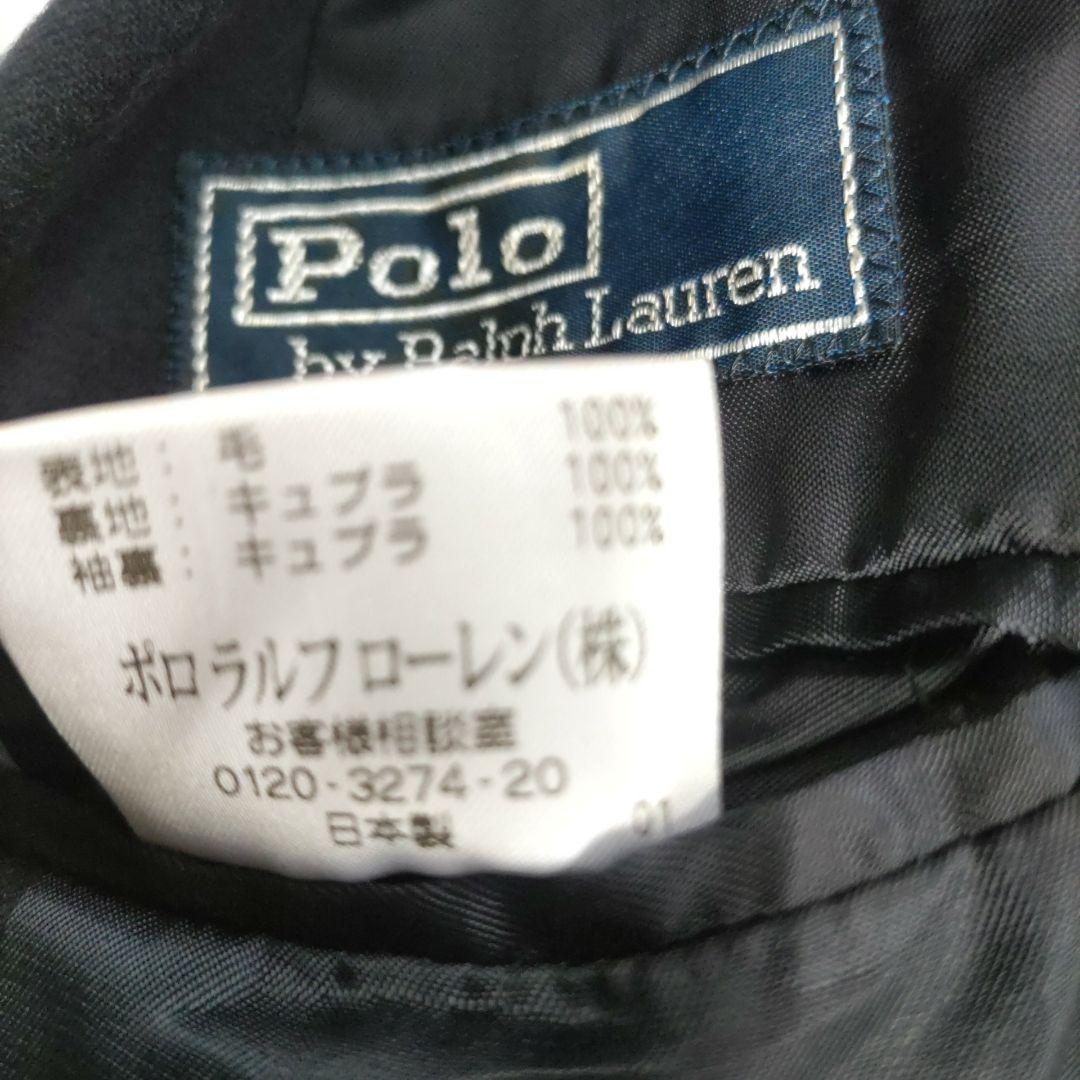 Polo
by Ralph Lauren
表地: 毛 100%
裏地: キュプラ 100%
袖裏: キュプラ 100%
ポロ ラルフ ローレン(株)
お客様相談室
0120-3274-20
日本製 01